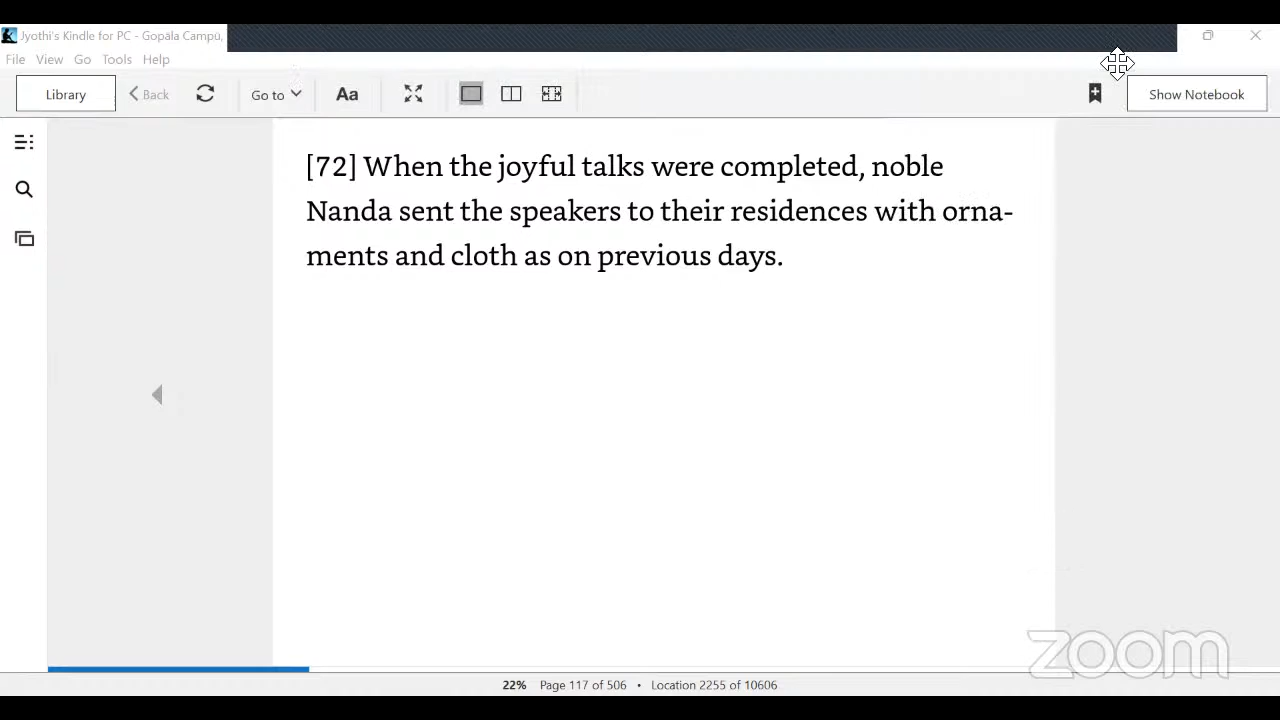 Jyothi's Kindle for PC - Gopāla Campū,
File View Go Tools Help
Library Back Go to Aa Show Notebook
[72] When the joyful talks were completed, noble
Nanda sent the speakers to their residences with orna-
ments and cloth as on previous days.
zoom
22% Page 117 of 506 • Location 2255 of 10606